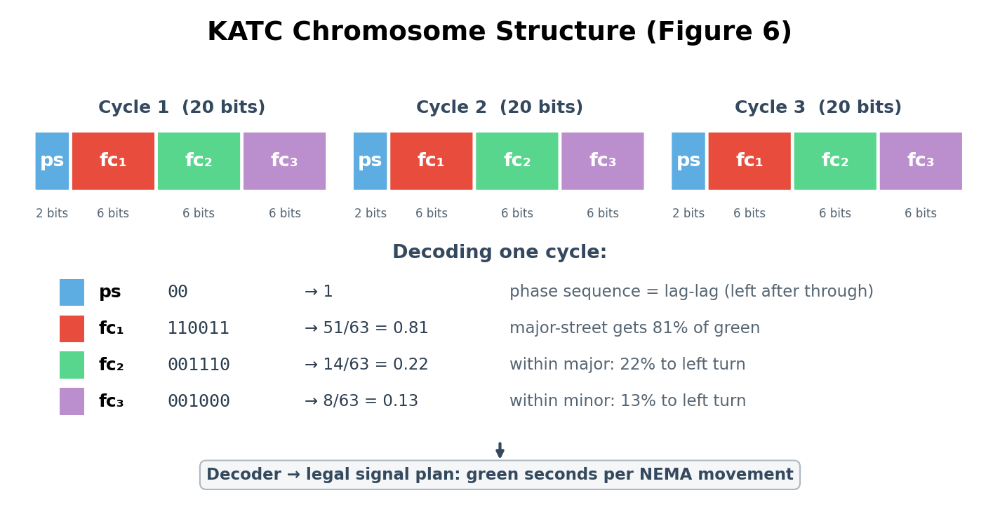 KATC Chromosome Structure (Figure 6)
Cycle 1  (20 bits)
Cycle 2  (20 bits)
Cycle 3  (20 bits)
ps fc₁ fc₂ fc₃
ps fc₁ fc₂ fc₃
ps fc₁ fc₂ fc₃
2 bits 6 bits 6 bits 6 bits
2 bits 6 bits 6 bits 6 bits
2 bits 6 bits 6 bits 6 bits
Decoding one cycle:
ps 00 → 1 phase sequence = lag-lag (left after through)
fc₁ 110011 → 51/63 = 0.81 major-street gets 81% of green
fc₂ 001110 → 14/63 = 0.22 within major: 22% to left turn
fc₃ 001000 → 8/63 = 0.13 within minor: 13% to left turn
Decoder → legal signal plan: green seconds per NEMA movement